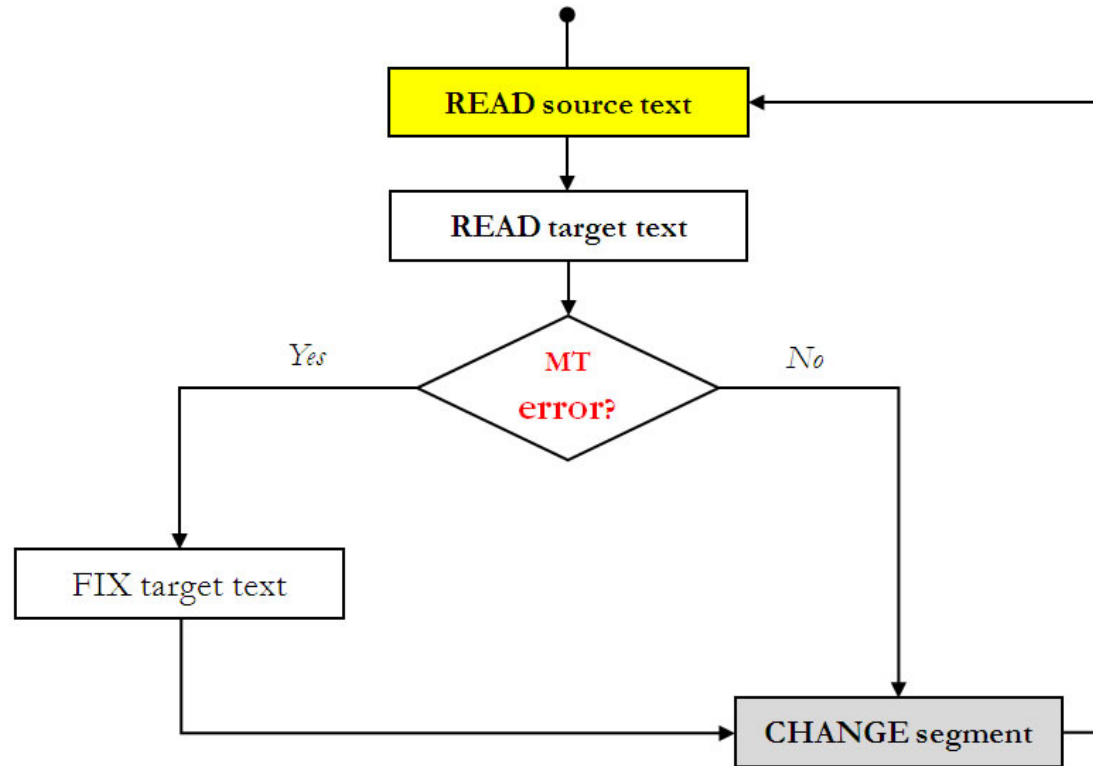 READ source text
READ target text
Yes
MT
No
error?
FIX target text
CHANGE segment